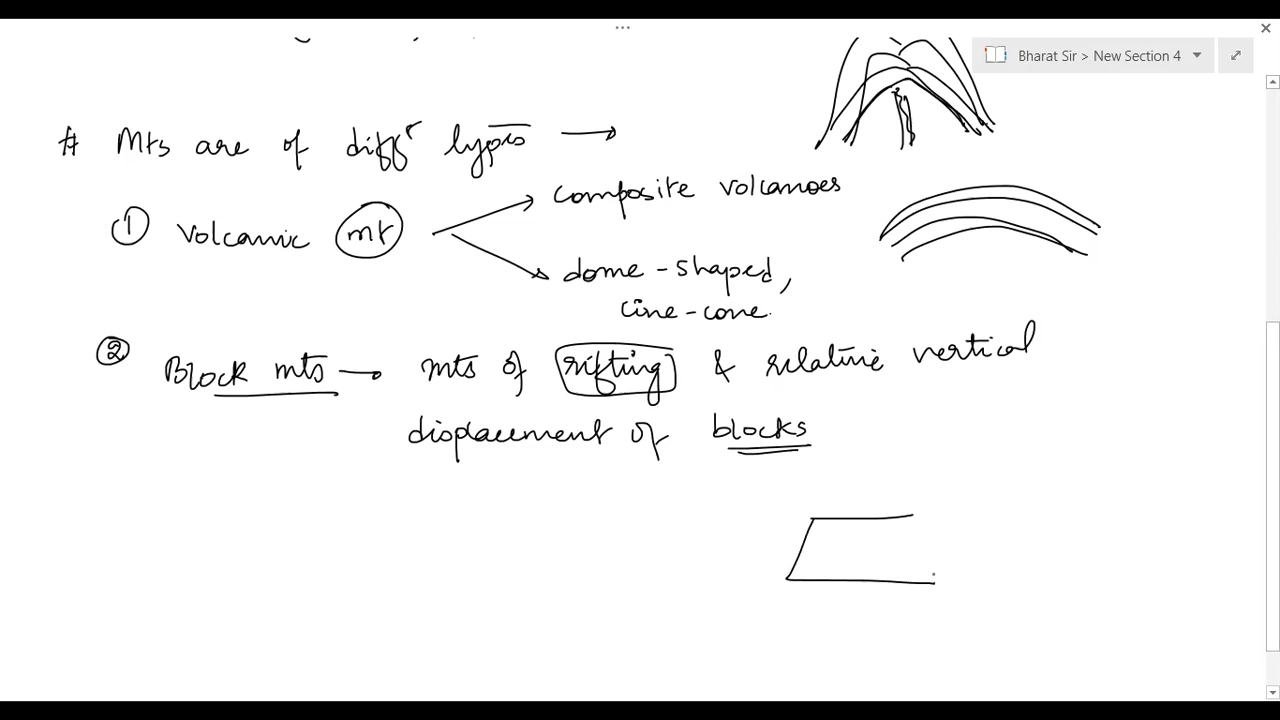 Bharat Sir > New Section 4
# Mts are of diffr types →
① Volcanic mt
composite volcanoes
dome-shaped,
cine-cone.
② Block mts → mts of rifting & relative vertical
displacement of blocks